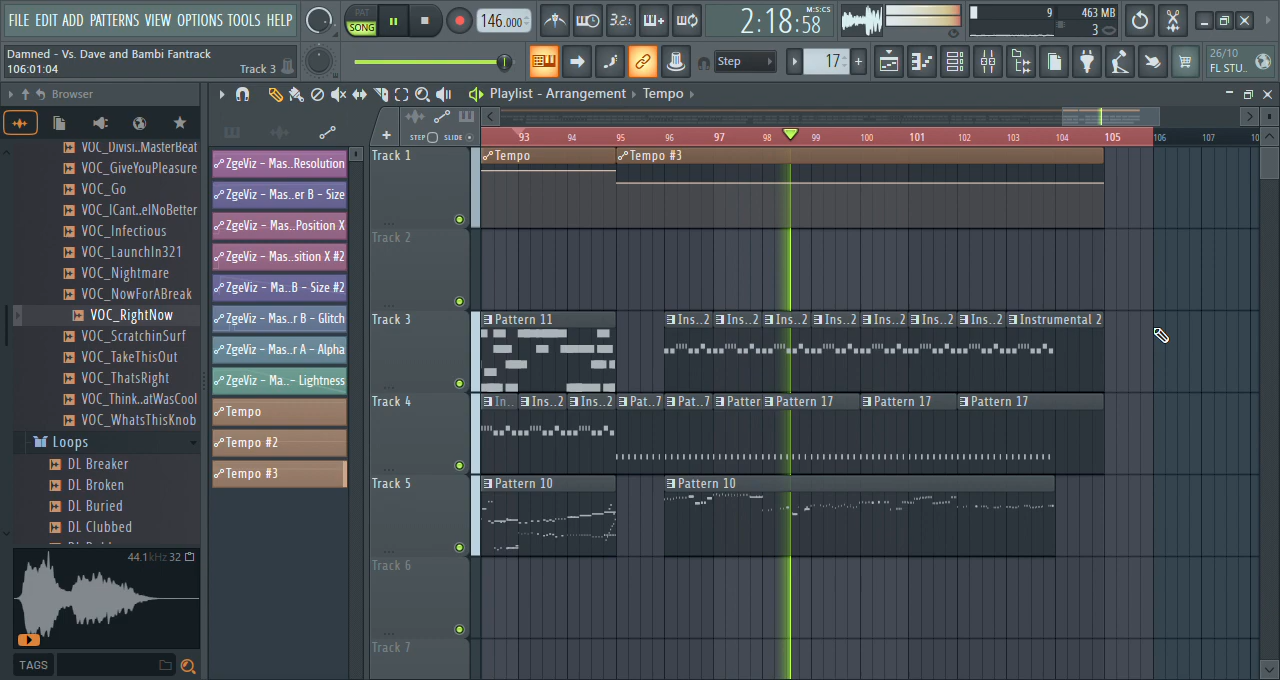 FILE EDIT ADD PATTERNS VIEW OPTIONS TOOLS HELP
PAT
SONG
146.000
3.2:
M:S:CS
2:18:58
9
463 MB
3
Damned - Vs. Dave and Bambi Fantrack
106:01:04
Track 3
Step
17
26/10
FL STU..
Browser
Playlist - Arrangement
Tempo
STEP
SLIDE
93 94 95 96 97 98 99 100 101 102 103 104 105 106 107
VOC_Divisi..MasterBeat
VOC_GiveYouPleasure
VOC_Go
VOC_ICant..elNoBetter
VOC_Infectious
VOC_LaunchIn321
VOC_Nightmare
VOC_NowForABreak
VOC_RightNow
VOC_ScratchinSurf
VOC_TakeThisOut
VOC_ThatsRight
VOC_Think..atWasCool
VOC_WhatsThisKnob
Loops
DL Breaker
DL Broken
DL Buried
DL Clubbed
44.1kHz 32
TAGS
ZgeViz - Mas..Resolution
ZgeViz - Mas..er B - Size
ZgeViz - Mas..Position X
ZgeViz - Mas..sition X #2
ZgeViz - Ma..B - Size #2
ZgeViz - Mas..r B - Glitch
ZgeViz - Mas..r A - Alpha
ZgeViz - Ma..- Lightness
Tempo
Tempo #2
Tempo #3
Track 1
Tempo
Tempo #3
Track 2
Track 3
Pattern 11
Ins..2 Ins..2 Ins..2 Ins..2 Ins..2 Ins..2 Ins..2 Instrumental 2
Track 4
In.. Ins..2 Ins..2 Pat..7 Pat..7 Patter Pattern 17 Pattern 17 Pattern 17
Track 5
Pattern 10
Pattern 10
Track 6
Track 7